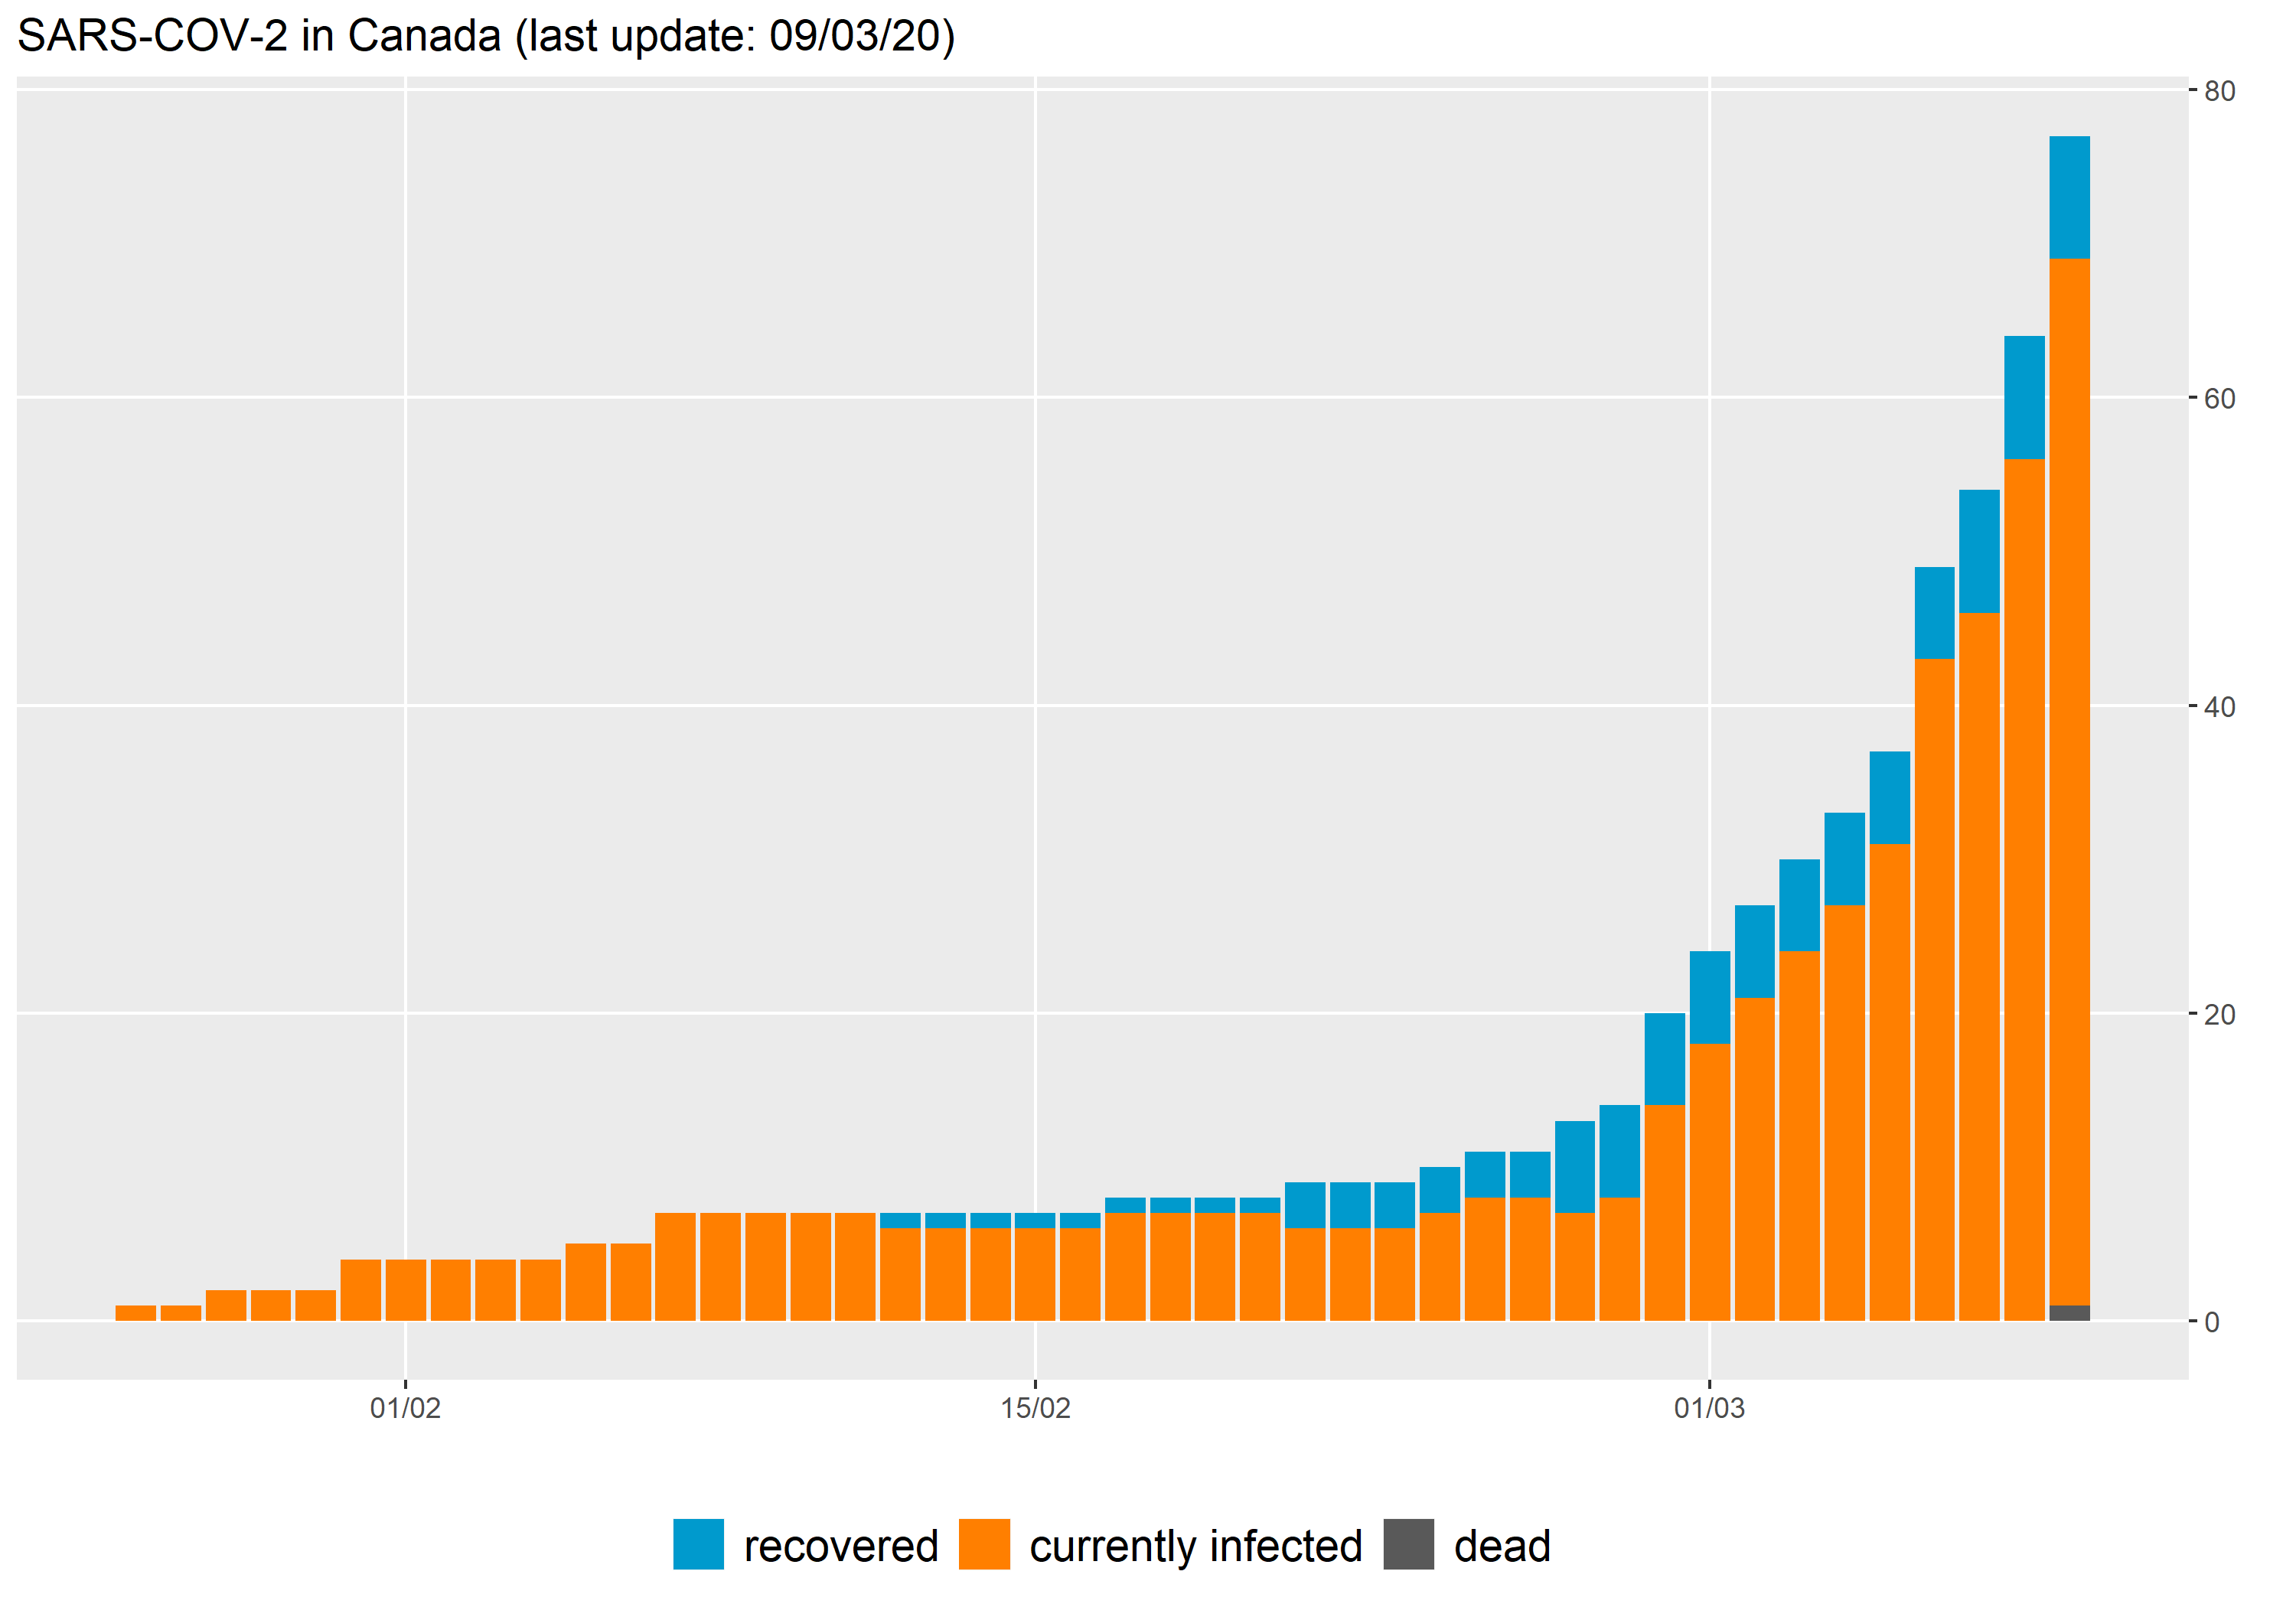 SARS-COV-2 in Canada (last update: 09/03/20)
80
60
40
20
0
01/02 15/02 01/03
recovered currently infected dead